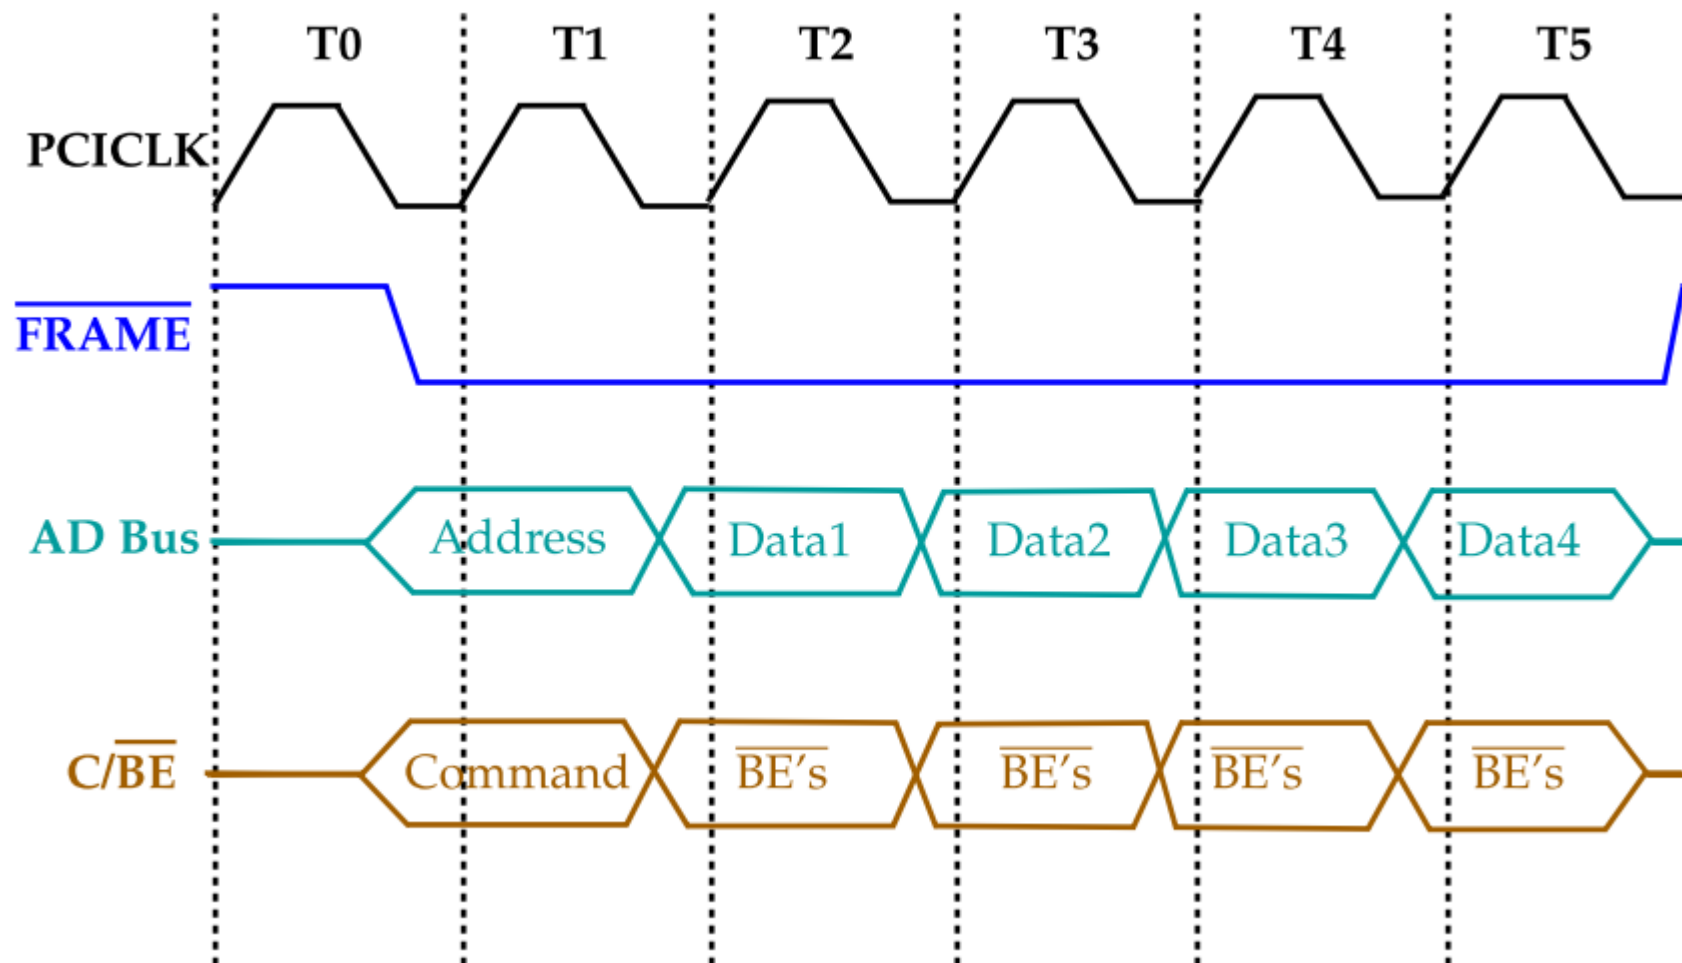 T0 T1 T2 T3 T4 T5
PCICLK
FRAME
AD Bus Address Data1 Data2 Data3 Data4
C/BE Command BE's BE's BE's BE's